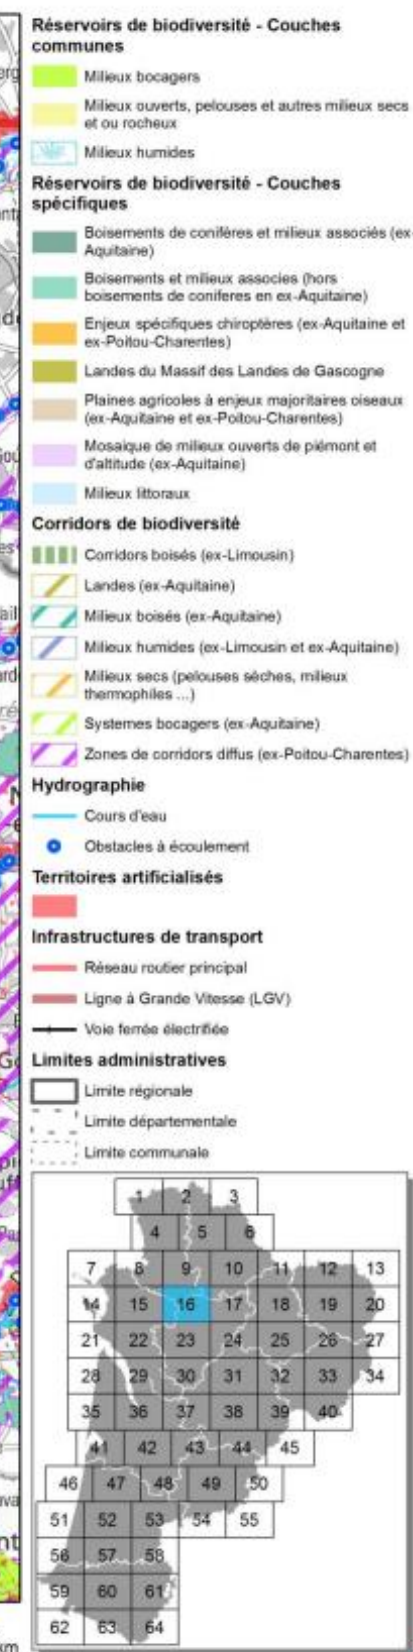 Réservoirs de biodiversité - Couches
communes
Milieux bocagers
Milieux ouverts, pelouses et autres milieux secs
et ou rocheux
Milieux humides
Réservoirs de biodiversité - Couches
spécifiques
Boisements de conifères et milieux associés (ex-
Aquitaine)
Boisements et milieux associes (hors
boisements de coniferes en ex-Aquitaine)
Enjeux spécifiques chiroptères (ex-Aquitaine et
ex-Poitou-Charentes)
Landes du Massif des Landes de Gascogne
Plaines agricoles à enjeux majoritaires oiseaux
(ex-Aquitaine et ex-Poitou-Charentes)
Mosaique de milieux ouverts de piémont et
d'altitude (ex-Aquitaine)
Milieux littoraux
Corridors de biodiversité
Corridors boisés (ex-Limousin)
Landes (ex-Aquitaine)
Milieux boisés (ex-Aquitaine)
Milieux humides (ex-Limousin et ex-Aquitaine)
Milieux secs (pelouses sèches, milieux
thermophiles ...)
Systemes bocagers (ex-Aquitaine)
Zones de corridors diffus (ex-Poitou-Charentes)
Hydrographie
Cours d'eau
Obstacles à écoulement
Territoires artificialisés
Infrastructures de transport
Réseau routier principal
Ligne à Grande Vitesse (LGV)
Voie ferrée électrifiée
Limites administratives
Limite régionale
Limite départementale
Limite communale
1 2 3
4 5 6
7 8 9 10 11 12 13
14 15 16 17 18 19 20
21 22 23 24 25 26 27
28 29 30 31 32 33 34
35 36 37 38 39 40
41 42 43 44 45
46 47 48 49 50
51 52 53 54 55
56 57 58
59 60 61
62 63 64
km